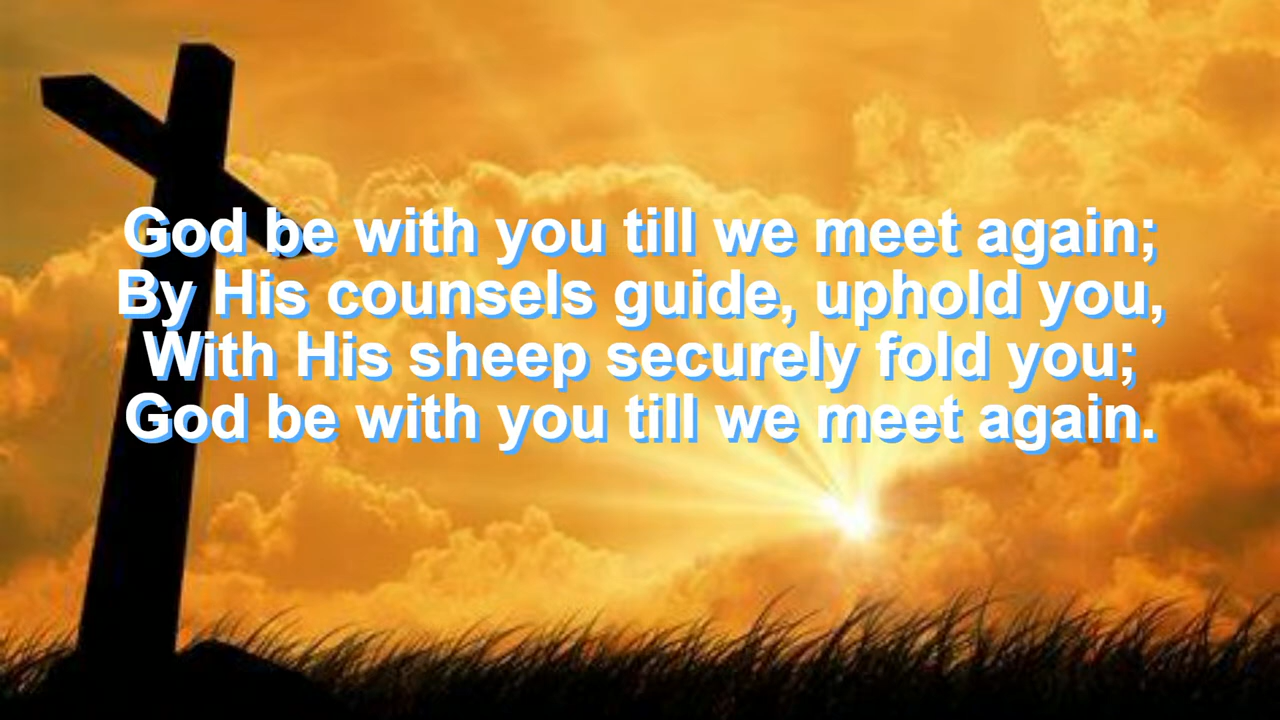 God be with you till we meet again;
By His counsels guide, uphold you,
With His sheep securely fold you;
God be with you till we meet again.